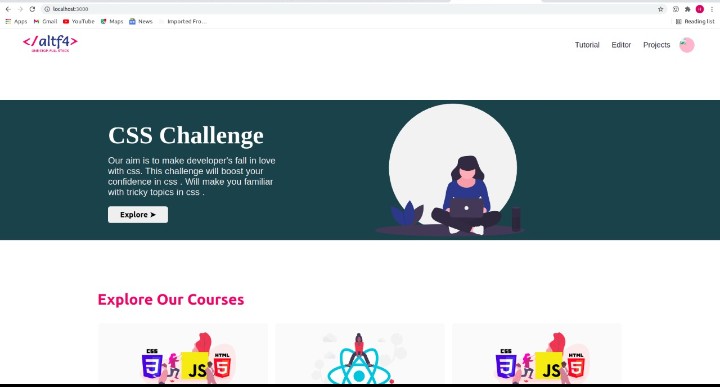 localhost:3000
Apps Gmail YouTube Maps News Imported Fro... Reading list
</altf4>
Tutorial Editor Projects
CSS Challenge
Our aim is to make developer's fall in love
with css. This challenge will boost your
confidence in css . Will make you familiar
with tricky topics in css .
Explore ➤
Explore Our Courses
CSS
JS
HTML
CSS
JS
HTML